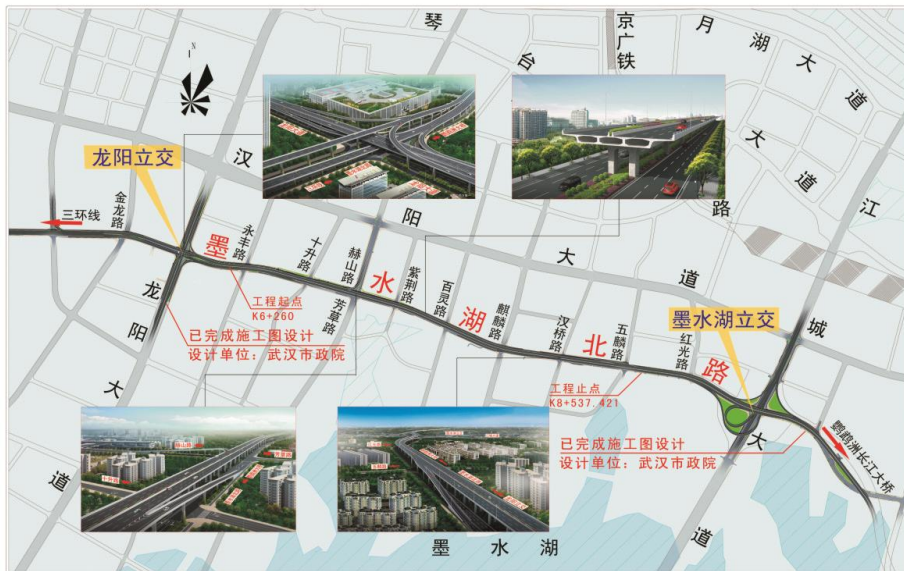 琴台大道
京广铁路
月湖大道
N
龙阳立交
汉阳大道
江城大道
三环线
金龙路
墨水湖北路
永丰路
十升路
赫山路
紫荆路
百灵路
麒麟路
汉桥路
五麟路
红光路
芳草路
龙阳大道
工程起点
K6+260
已完成施工图设计
设计单位：武汉市政院
墨水湖立交
工程止点
K8+537.421
已完成施工图设计
设计单位：武汉市政院
鹦鹉洲长江大桥
墨水湖